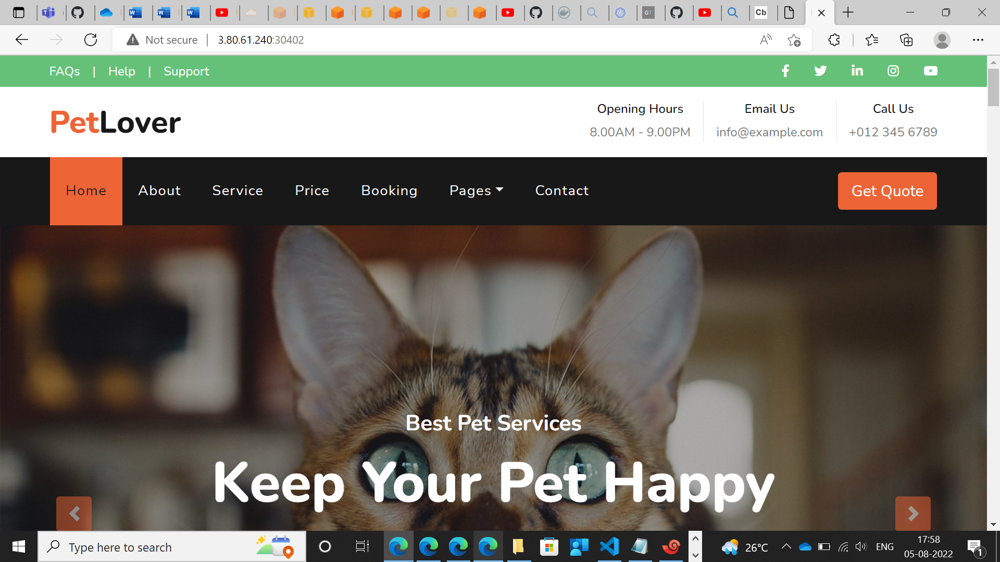 Not secure | 3.80.61.240:30402
FAQs | Help | Support
PetLover
Opening Hours
8.00AM - 9.00PM
Email Us
info@example.com
Call Us
+012 345 6789
Home About Service Price Booking Pages Contact
Get Quote
Best Pet Services
Keep Your Pet Happy
Type here to search
26°C
ENG
17:58
05-08-2022
1
GT
Cb